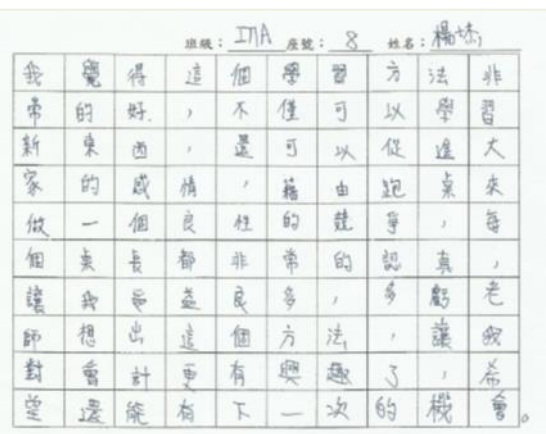 班級：IMA 座號：8 姓名：楊
我覺得這個學習方法非
常的好，不僅可以學習
新東西，還可以促進大
家的感情，藉由跑桌來
做一個良性的競爭，每
個桌長都非常的認真，
讓我受益良多，多虧老
師想出這個方法，讓我
對會計更有興趣了，希
望還能有下一次的機會。